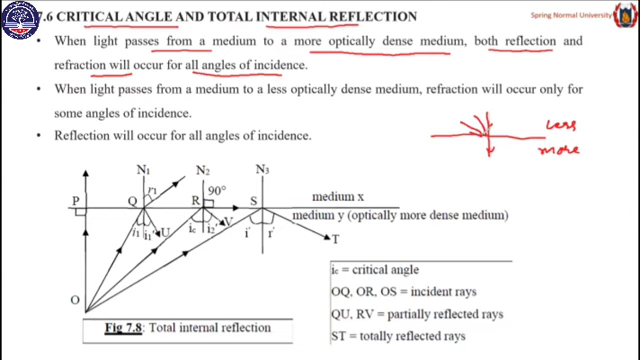 7.6 CRITICAL ANGLE AND TOTAL INTERNAL REFLECTION
Spring Normal University
• When light passes from a medium to a more optically dense medium, both reflection and
refraction will occur for all angles of incidence.
• When light passes from a medium to a less optically dense medium, refraction will occur only for
some angles of incidence.
• Reflection will occur for all angles of incidence.
less
more
N1 N2 N3
r1 90°
P Q R S medium x
medium y (optically more dense medium)
i1 i1' U ic i2' V i r T
O
ic = critical angle
OQ, OR, OS = incident rays
QU, RV = partially reflected rays
ST = totally reflected rays
Fig 7.8: Total internal reflection